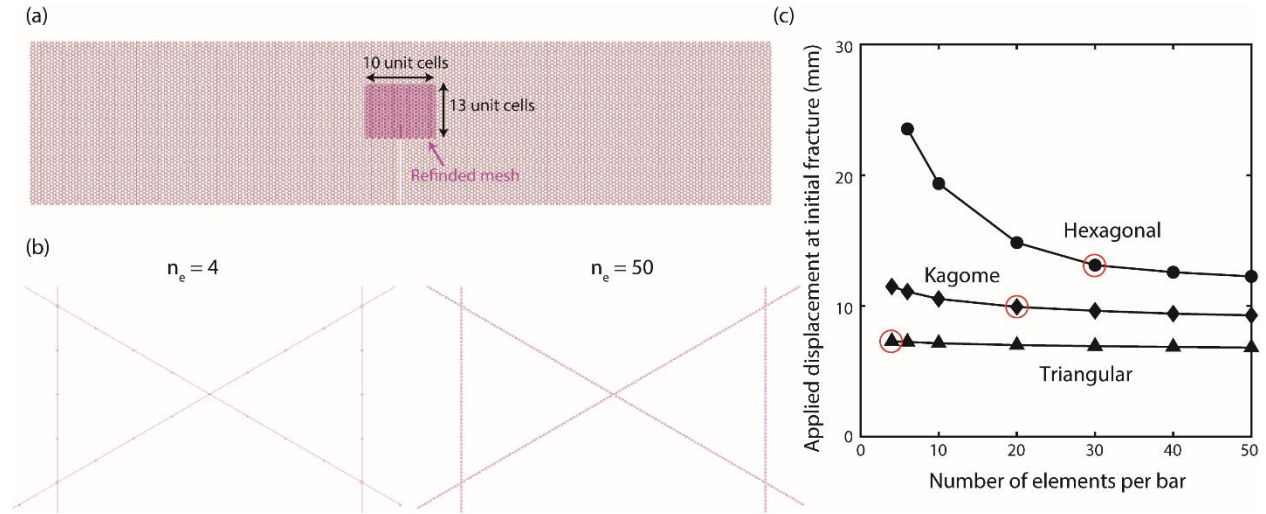 (a)
10 unit cells
13 unit cells
Refinded mesh
(b)
n_e = 4
n_e = 50
(c)
Applied displacement at initial fracture (mm)
30
20
10
0
Hexagonal
Kagome
Triangular
0 10 20 30 40 50
Number of elements per bar